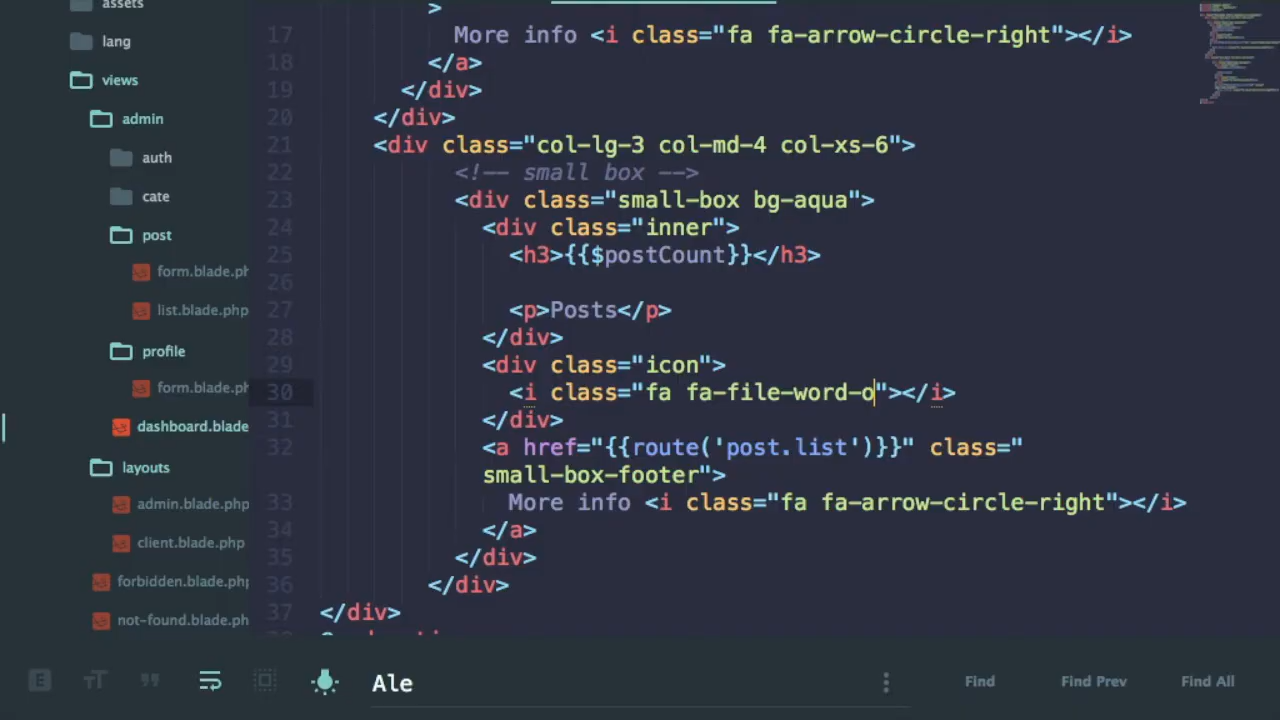 assets
lang
views
admin
auth
cate
post
form.blade.ph
list.blade.php
profile
form.blade.ph
dashboard.blade
layouts
admin.blade.php
client.blade.php
forbidden.blade.php
not-found.blade.ph
>
17 More info <i class="fa fa-arrow-circle-right"></i>
18 </a>
19 </div>
20 </div>
21 <div class="col-lg-3 col-md-4 col-xs-6">
22 <!-- small box -->
23 <div class="small-box bg-aqua">
24 <div class="inner">
25 <h3>{{$postCount}}</h3>
26
27 <p>Posts</p>
28 </div>
29 <div class="icon">
30 <i class="fa fa-file-word-o"></i>
31 </div>
32 <a href="{{route('post.list')}}" class="
small-box-footer">
33 More info <i class="fa fa-arrow-circle-right"></i>
34 </a>
35 </div>
36 </div>
37 </div>
Ale
Find
Find Prev
Find All